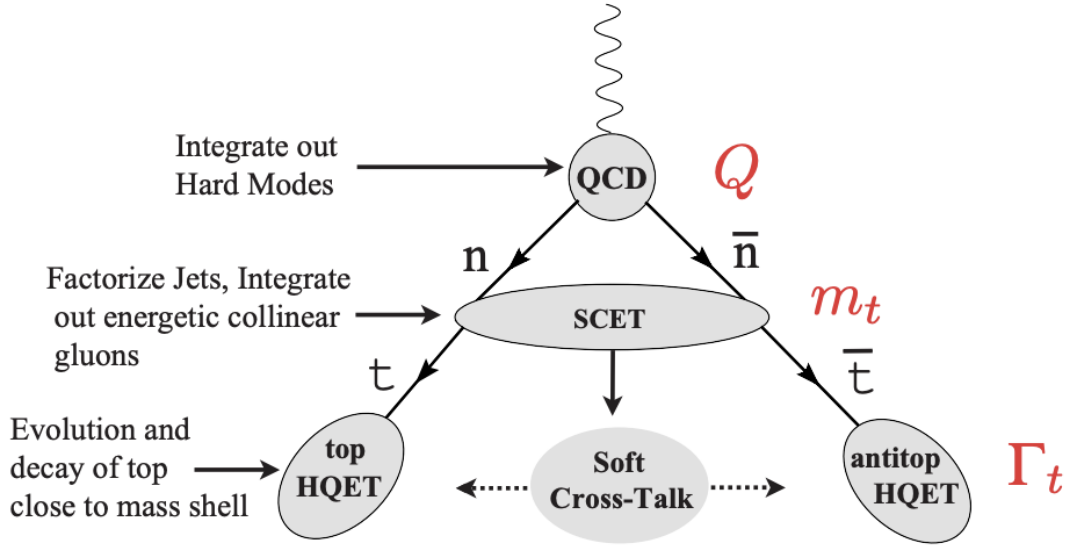 Integrate out
Hard Modes
QCD
Q
n
n̄
Factorize Jets, Integrate
out energetic collinear
gluons
SCET
m_t
t
t̄
Evolution and
decay of top
close to mass shell
top
HQET
Soft
Cross-Talk
antitop
HQET
Γ_t